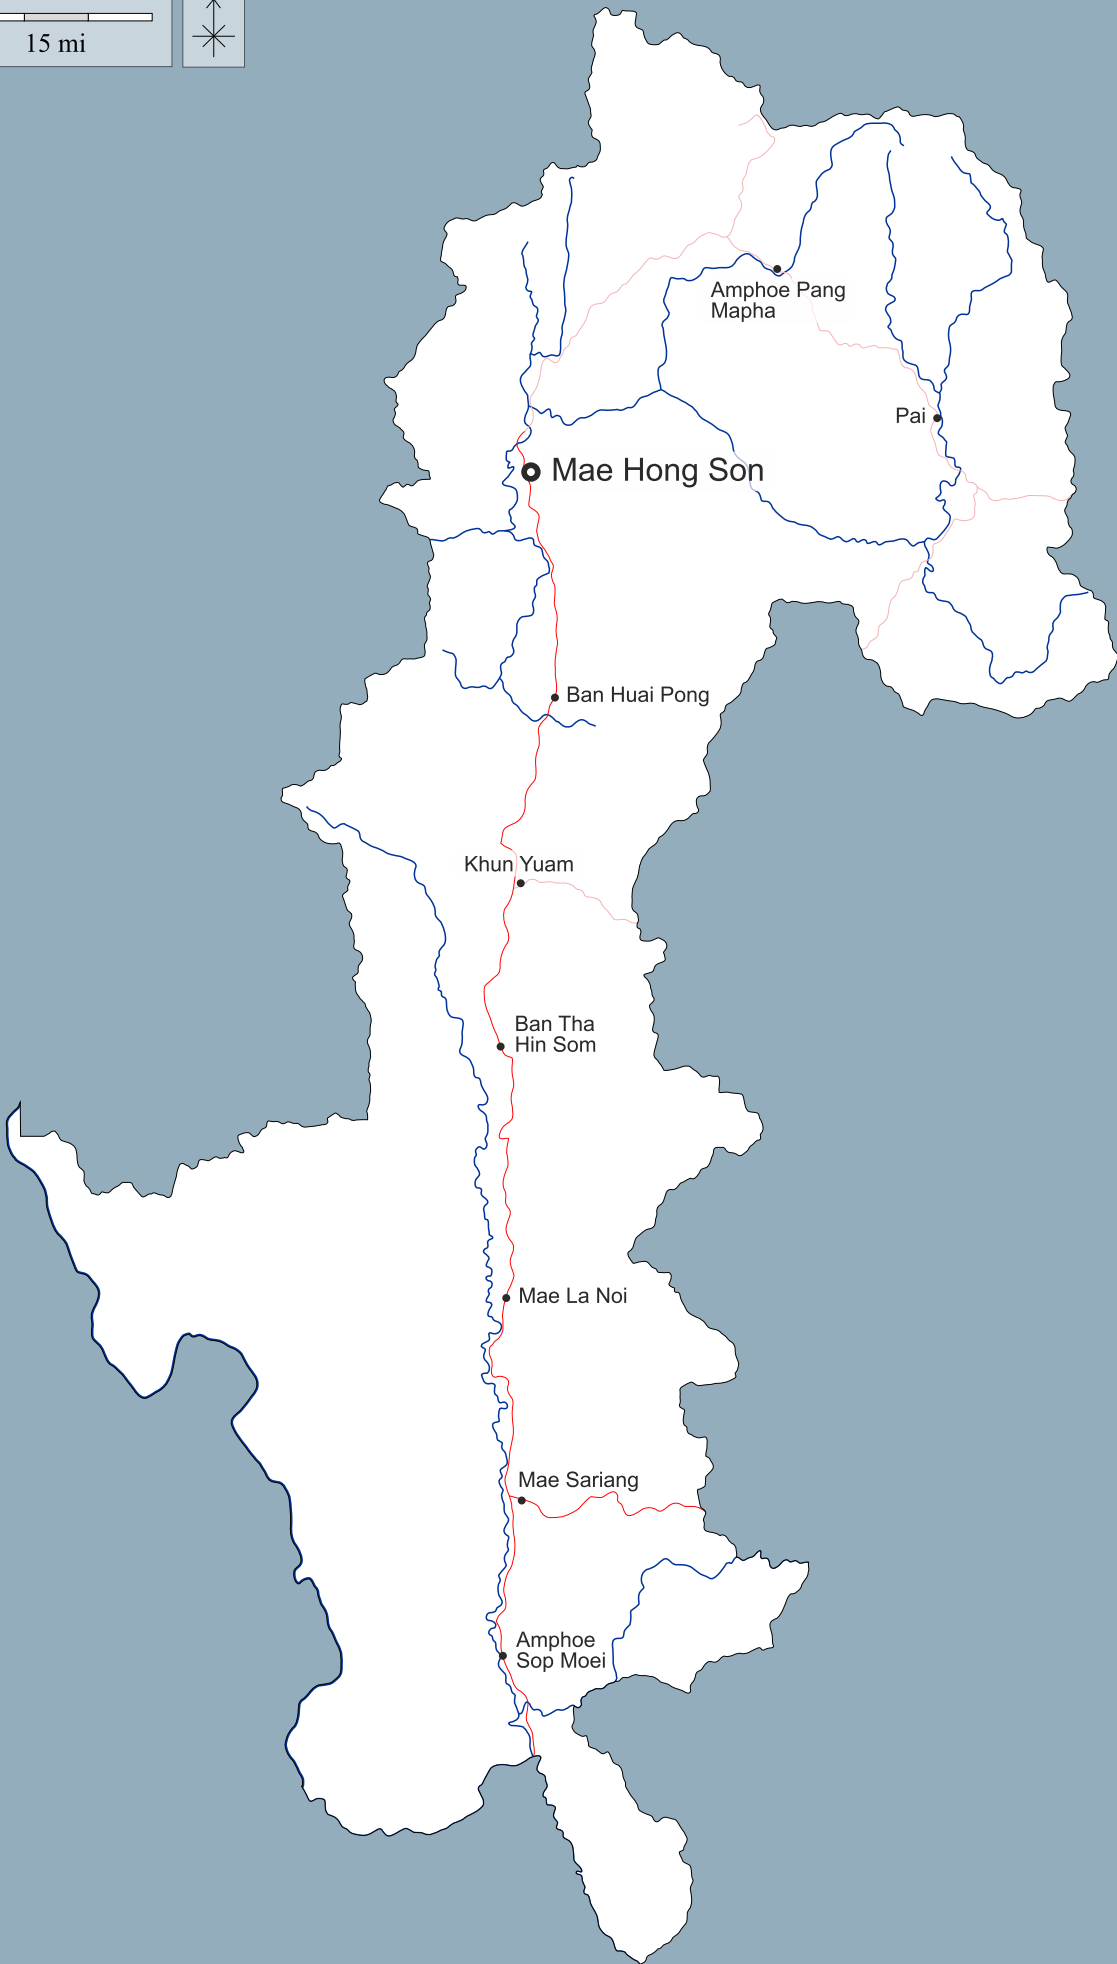 15 mi
Amphoe Pang
Mapha
Pai
Mae Hong Son
Ban Huai Pong
Khun Yuam
Ban Tha
Hin Som
Mae La Noi
Mae Sariang
Amphoe
Sop Moei